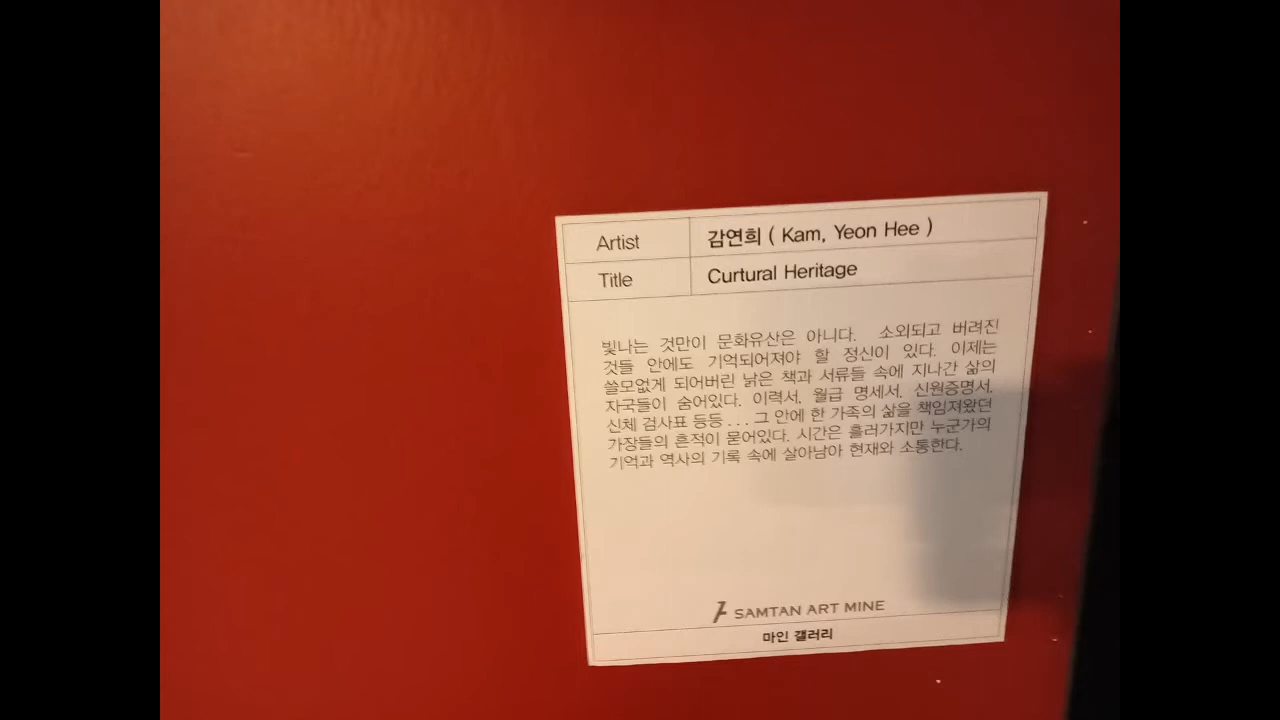 Artist 감연희 ( Kam, Yeon Hee )
Title Curtural Heritage
빛나는 것만이 문화유산은 아니다. 소외되고 버려진
것들 안에도 기억되어져야 할 정신이 있다. 이제는
쓸모없게 되어버린 낡은 책과 서류들 속에 지나간 삶의
자국들이 숨어있다. 이력서, 월급 명세서, 신원증명서,
신체 검사표 등등 . . . 그 안에 한 가족의 삶을 책임져왔던
가장들의 흔적이 묻어있다. 시간은 흘러가지만 누군가의
기억과 역사의 기록 속에 살아남아 현재와 소통한다.
SAMTAN ART MINE
마인 갤러리